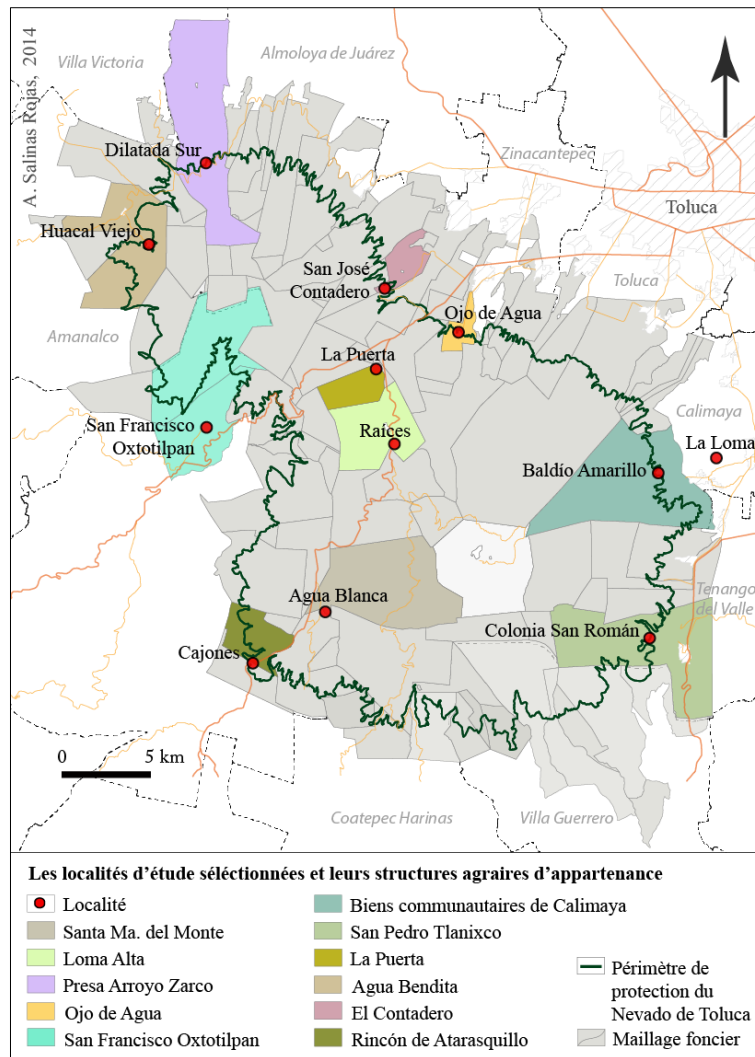 A. Salinas Rojas, 2014
Villa Victoria
Almoloya de Juárez
Zinacantepec
Dilatada Sur
Toluca
Huacal Viejo
Toluca
San José
Contadero
Ojo de Agua
Amanalco
La Puerta
Calimaya
San Francisco
Oxtotilpan
Raíces
La Loma
Baldío Amarillo
Agua Blanca
Tenango
del Valle
Colonia San Román
Cajones
0 5 km
Coatepec Harinas
Villa Guerrero
Les localités d'étude séléctionnées et leurs structures agraires d'appartenance
Localité
Santa Ma. del Monte
Loma Alta
Presa Arroyo Zarco
Ojo de Agua
San Francisco Oxtotilpan
Biens communautaires de Calimaya
San Pedro Tlanixco
La Puerta
Agua Bendita
El Contadero
Rincón de Atarasquillo
Périmètre de
protection du
Nevado de Toluca
Maillage foncier